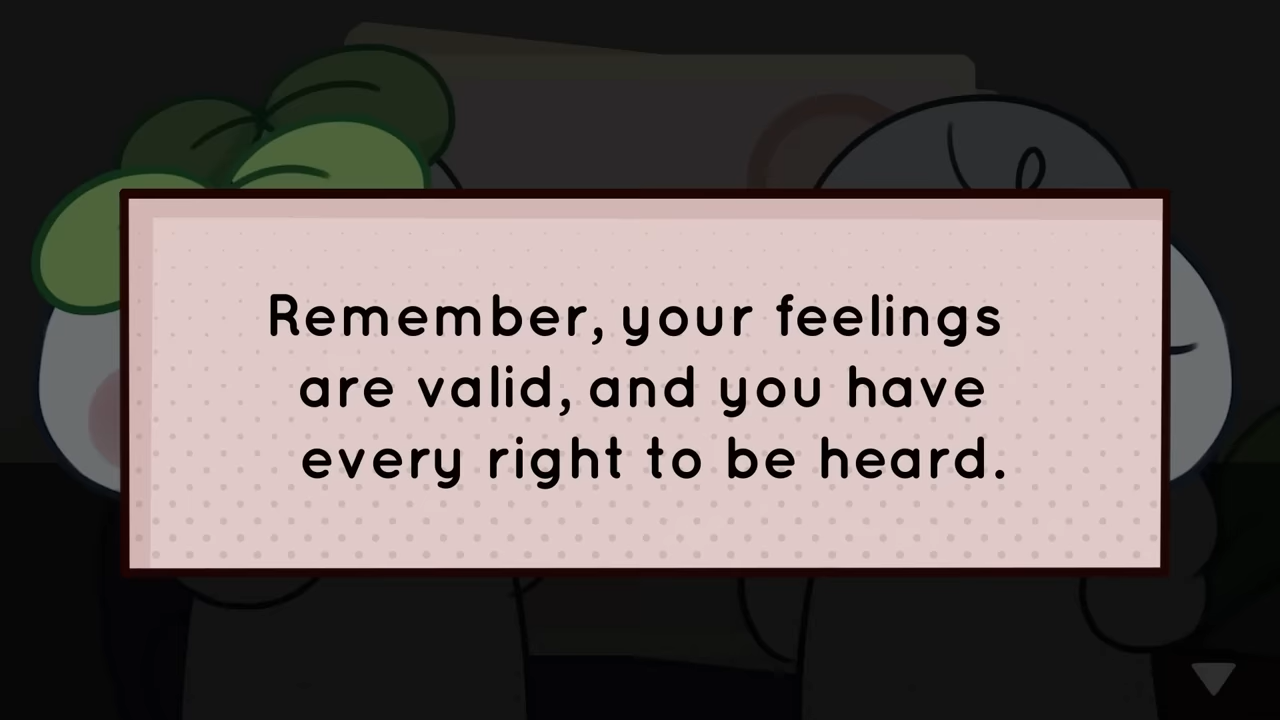 Remember, your feelings
are valid, and you have
every right to be heard.